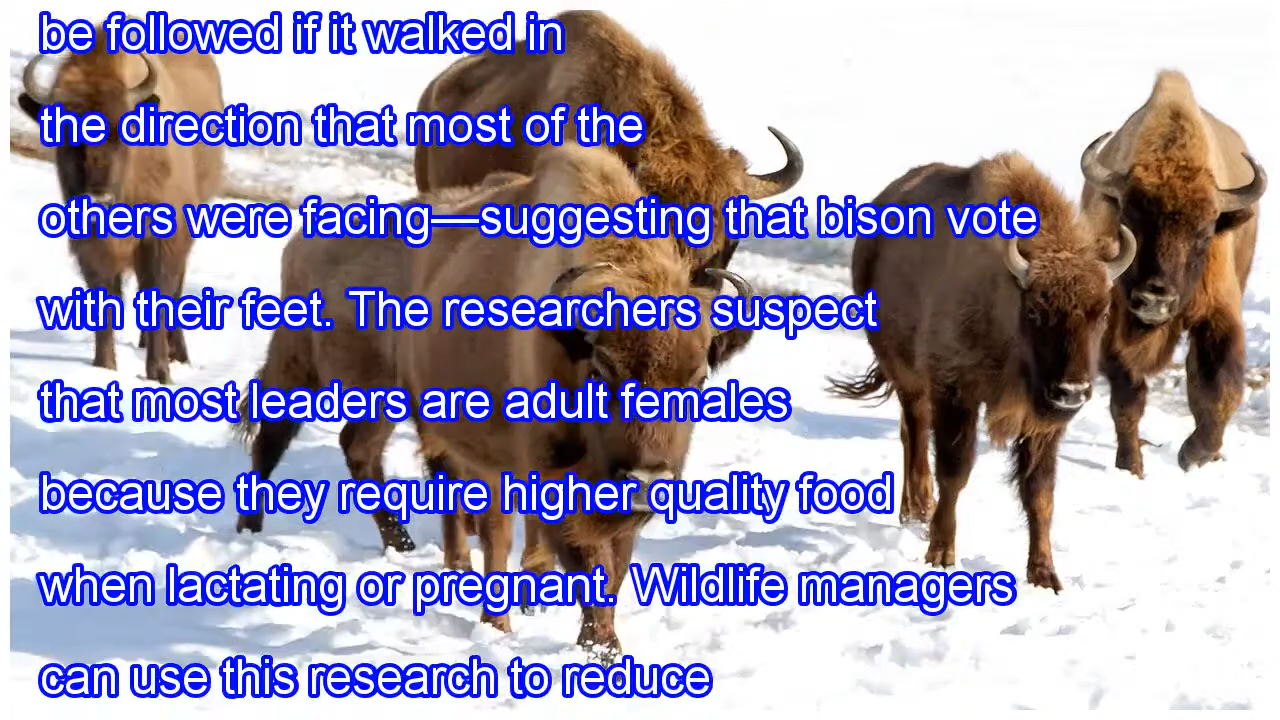 be followed if it walked in
the direction that most of the
others were facing—suggesting that bison vote
with their feet. The researchers suspect
that most leaders are adult females
because they require higher quality food
when lactating or pregnant. Wildlife managers
can use this research to reduce